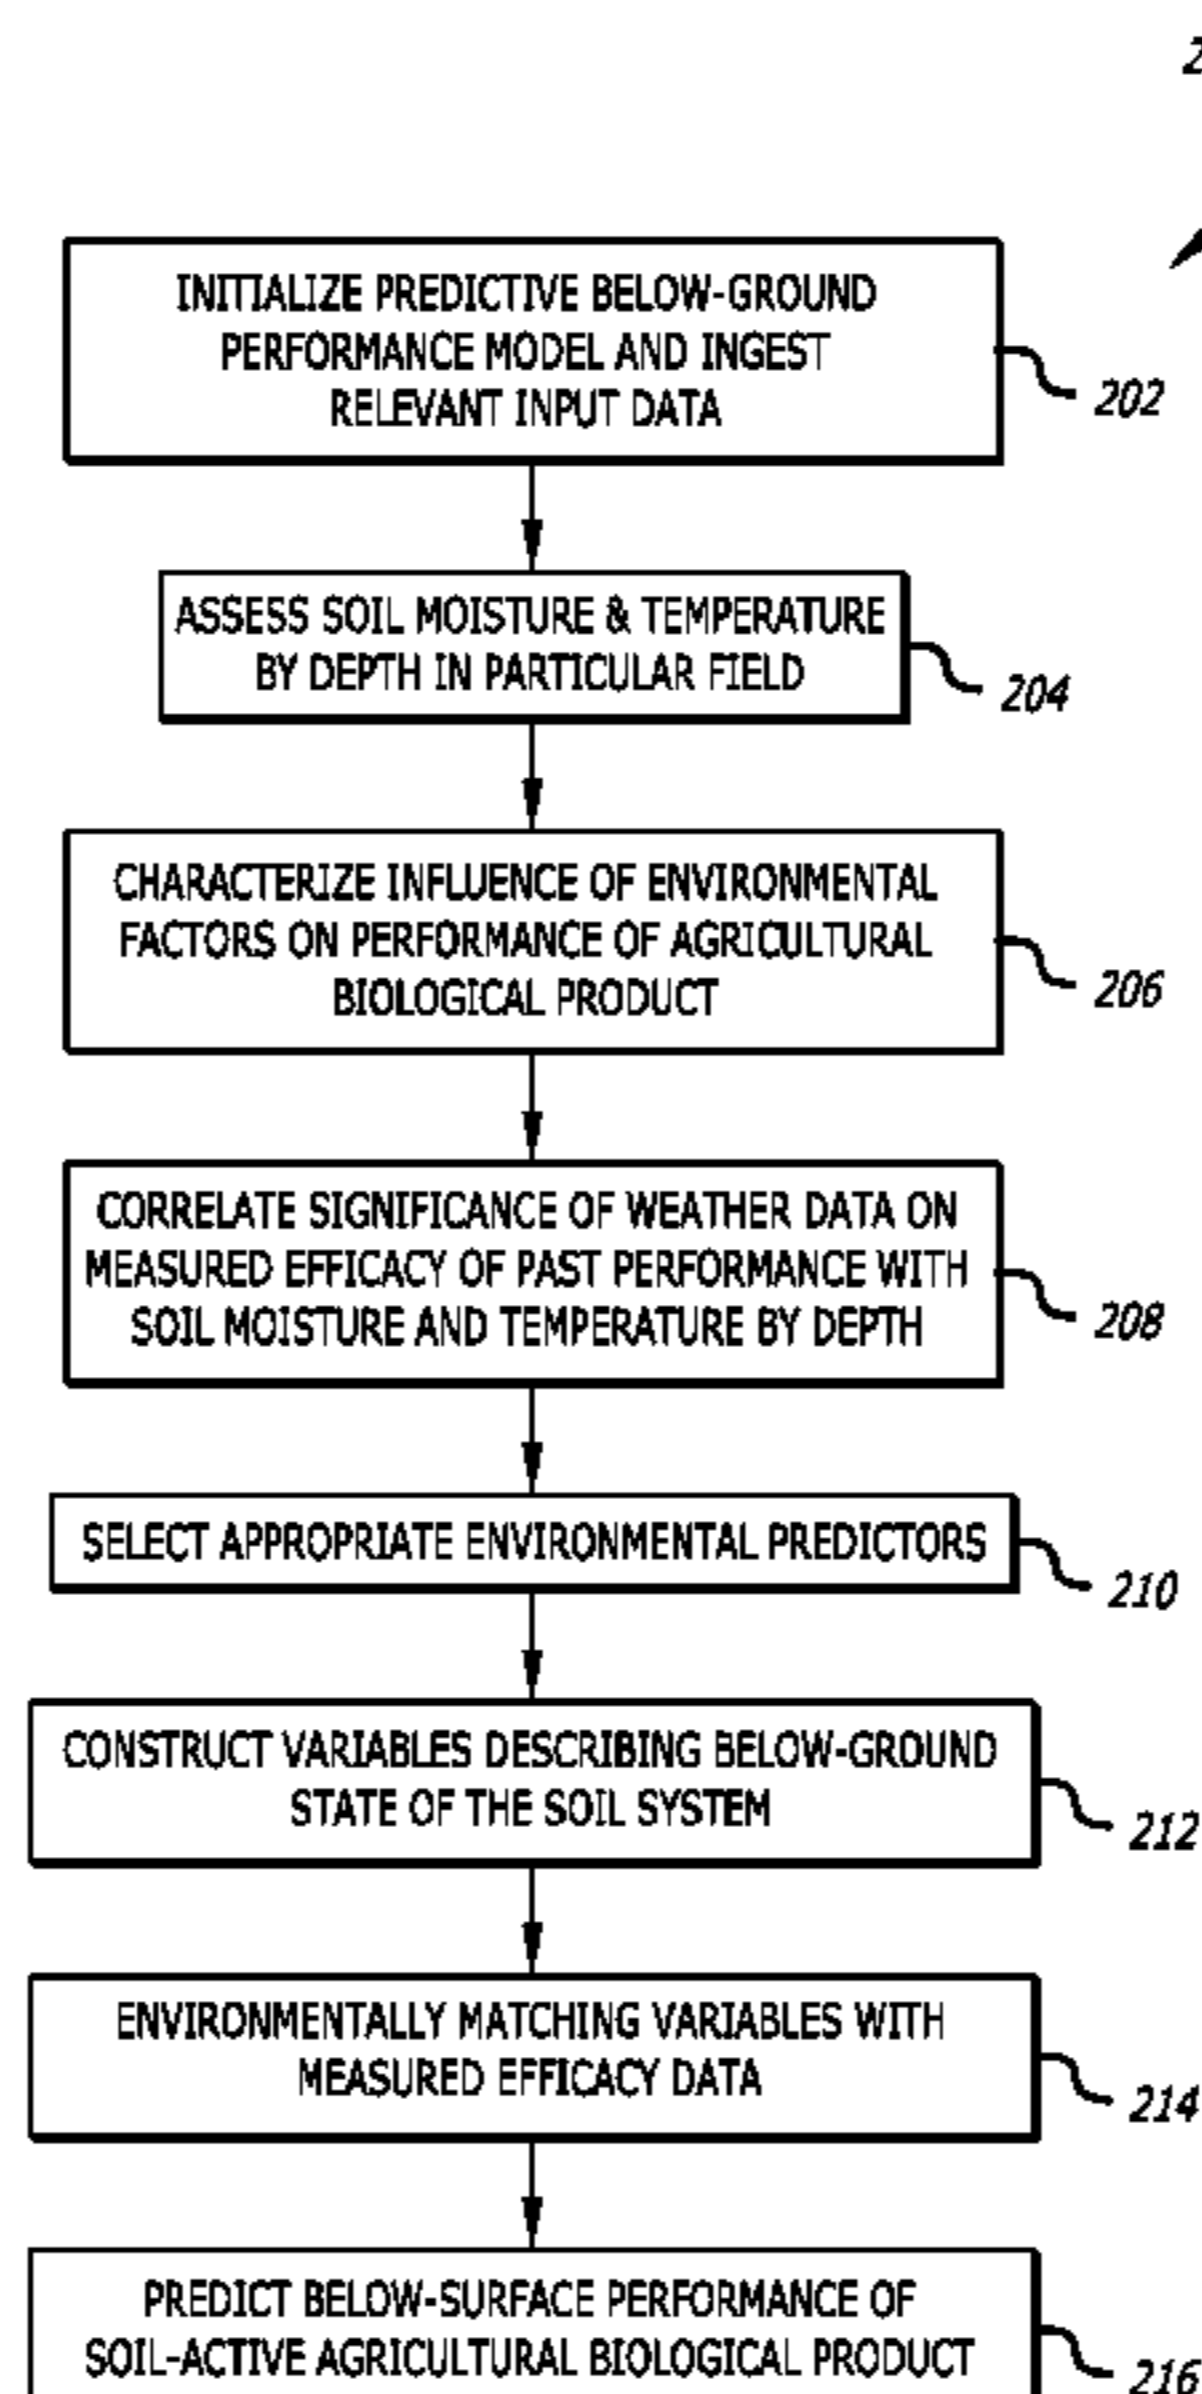 INITIALIZE PREDICTIVE BELOW-GROUND
PERFORMANCE MODEL AND INGEST
RELEVANT INPUT DATA
202
ASSESS SOIL MOISTURE & TEMPERATURE
BY DEPTH IN PARTICULAR FIELD
204
CHARACTERIZE INFLUENCE OF ENVIRONMENTAL
FACTORS ON PERFORMANCE OF AGRICULTURAL
BIOLOGICAL PRODUCT
206
CORRELATE SIGNIFICANCE OF WEATHER DATA ON
MEASURED EFFICACY OF PAST PERFORMANCE WITH
SOIL MOISTURE AND TEMPERATURE BY DEPTH
208
SELECT APPROPRIATE ENVIRONMENTAL PREDICTORS
210
CONSTRUCT VARIABLES DESCRIBING BELOW-GROUND
STATE OF THE SOIL SYSTEM
212
ENVIRONMENTALLY MATCHING VARIABLES WITH
MEASURED EFFICACY DATA
214
PREDICT BELOW-SURFACE PERFORMANCE OF
SOIL-ACTIVE AGRICULTURAL BIOLOGICAL PRODUCT
216